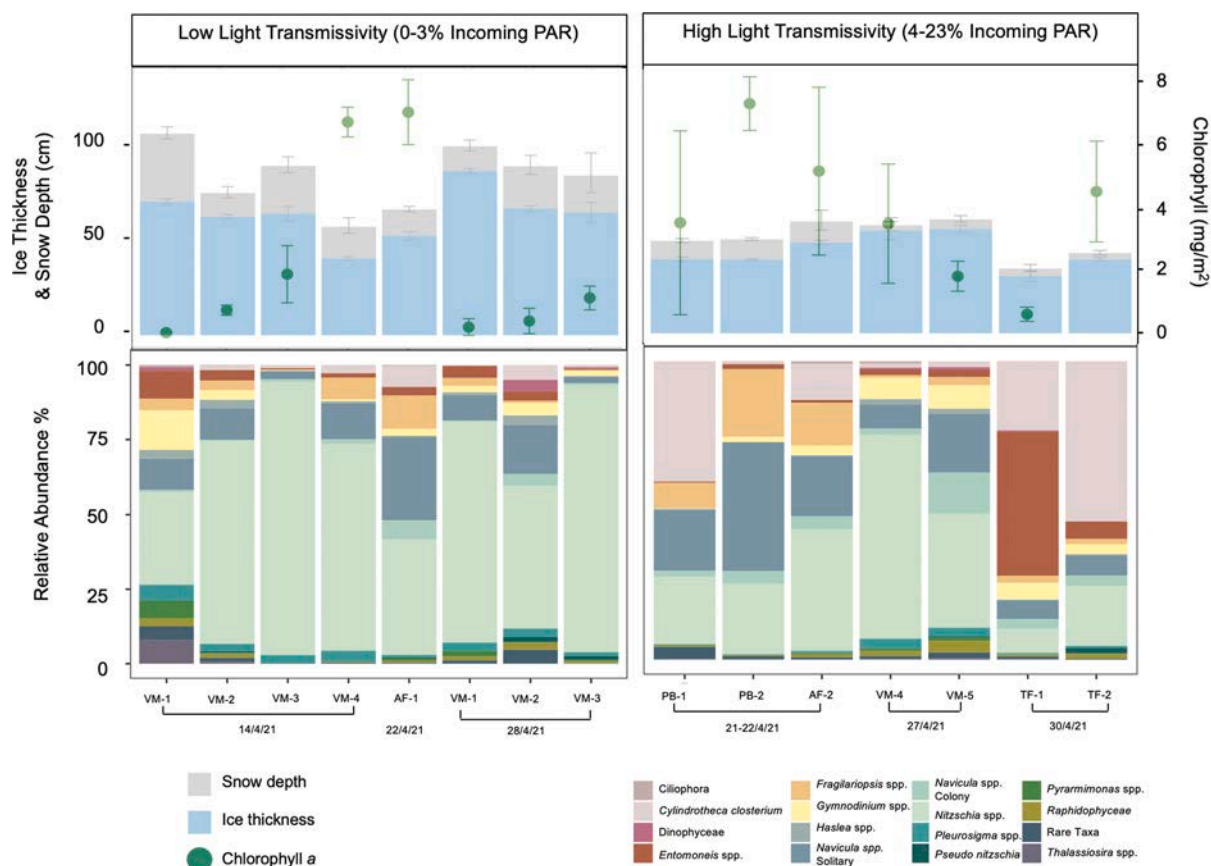 Low Light Transmissivity (0-3% Incoming PAR)
High Light Transmissivity (4-23% Incoming PAR)
Ice Thickness
& Snow Depth (cm)
100
50
0
8
6
4
2
0
Chlorophyll (mg/m²)
Relative Abundance %
100
75
50
25
0
VM-1 VM-2 VM-3 VM-4 AF-1 VM-1 VM-2 VM-3
14/4/21 22/4/21 28/4/21
PB-1 PB-2 AF-2 VM-4 VM-5 TF-1 TF-2
21-22/4/21 27/4/21 30/4/21
Snow depth
Ice thickness
Chlorophyll a
Ciliophora
Cylindrotheca closterium
Dinophyceae
Entomoneis spp.
Fragilariopsis spp.
Gymnodinium spp.
Haslea spp.
Navicula spp.
Solitary
Navicula spp.
Colony
Nitzschia spp.
Pleurosigma spp.
Pseudo nitzschia
Pyrarmimonas spp.
Raphidophyceae
Rare Taxa
Thalassiosira spp.